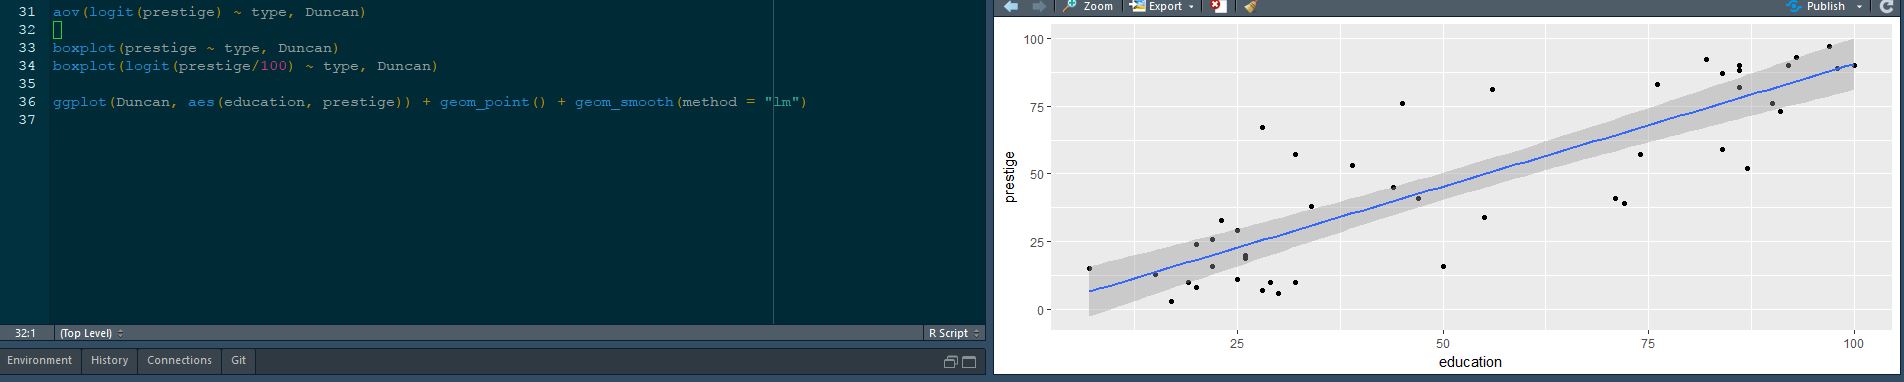 31 aov(logit(prestige) ~ type, Duncan)
32
33 boxplot(prestige ~ type, Duncan)
34 boxplot(logit(prestige/100) ~ type, Duncan)
35
36 ggplot(Duncan, aes(education, prestige)) + geom_point() + geom_smooth(method = "lm")
37
32:1 (Top Level) R Script
Environment History Connections Git
Zoom Export Publish
100
75
50
25
0
prestige
25 50 75 100
education